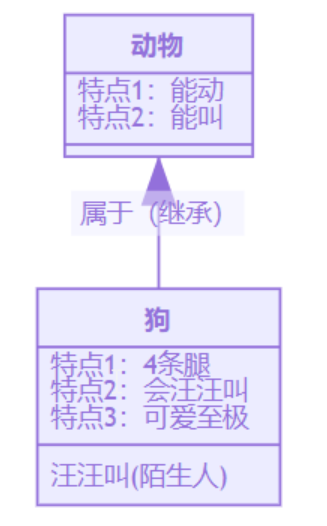 动物
特点1：能动
特点2：能叫
属于（继承）
狗
特点1：4条腿
特点2：会汪汪叫
特点3：可爱至极
汪汪叫(陌生人)